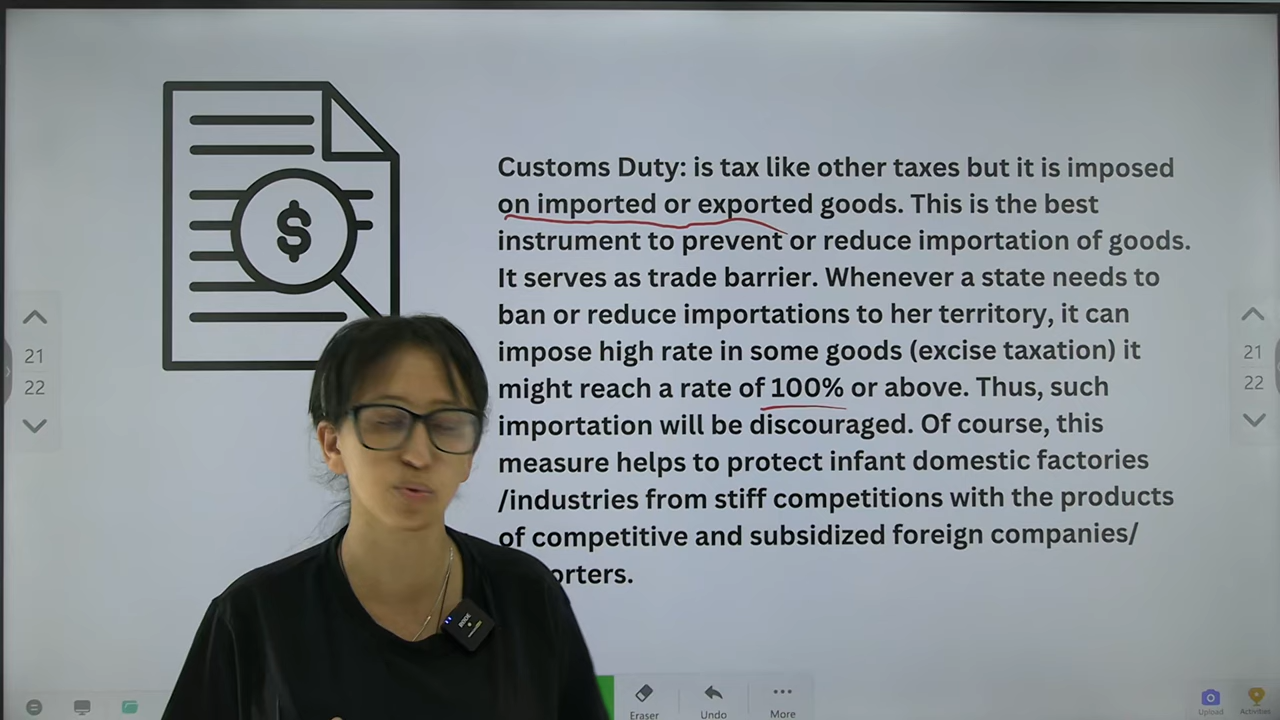 Customs Duty: is tax like other taxes but it is imposed
on imported or exported goods. This is the best
instrument to prevent or reduce importation of goods.
It serves as trade barrier. Whenever a state needs to
ban or reduce importations to her territory, it can
impose high rate in some goods (excise taxation) it
might reach a rate of 100% or above. Thus, such
importation will be discouraged. Of course, this
measure helps to protect infant domestic factories
/industries from stiff competitions with the products
of competitive and subsidized foreign companies/
orters.
$
21
22
21
22
Eraser
Undo
More
Upload
Activities